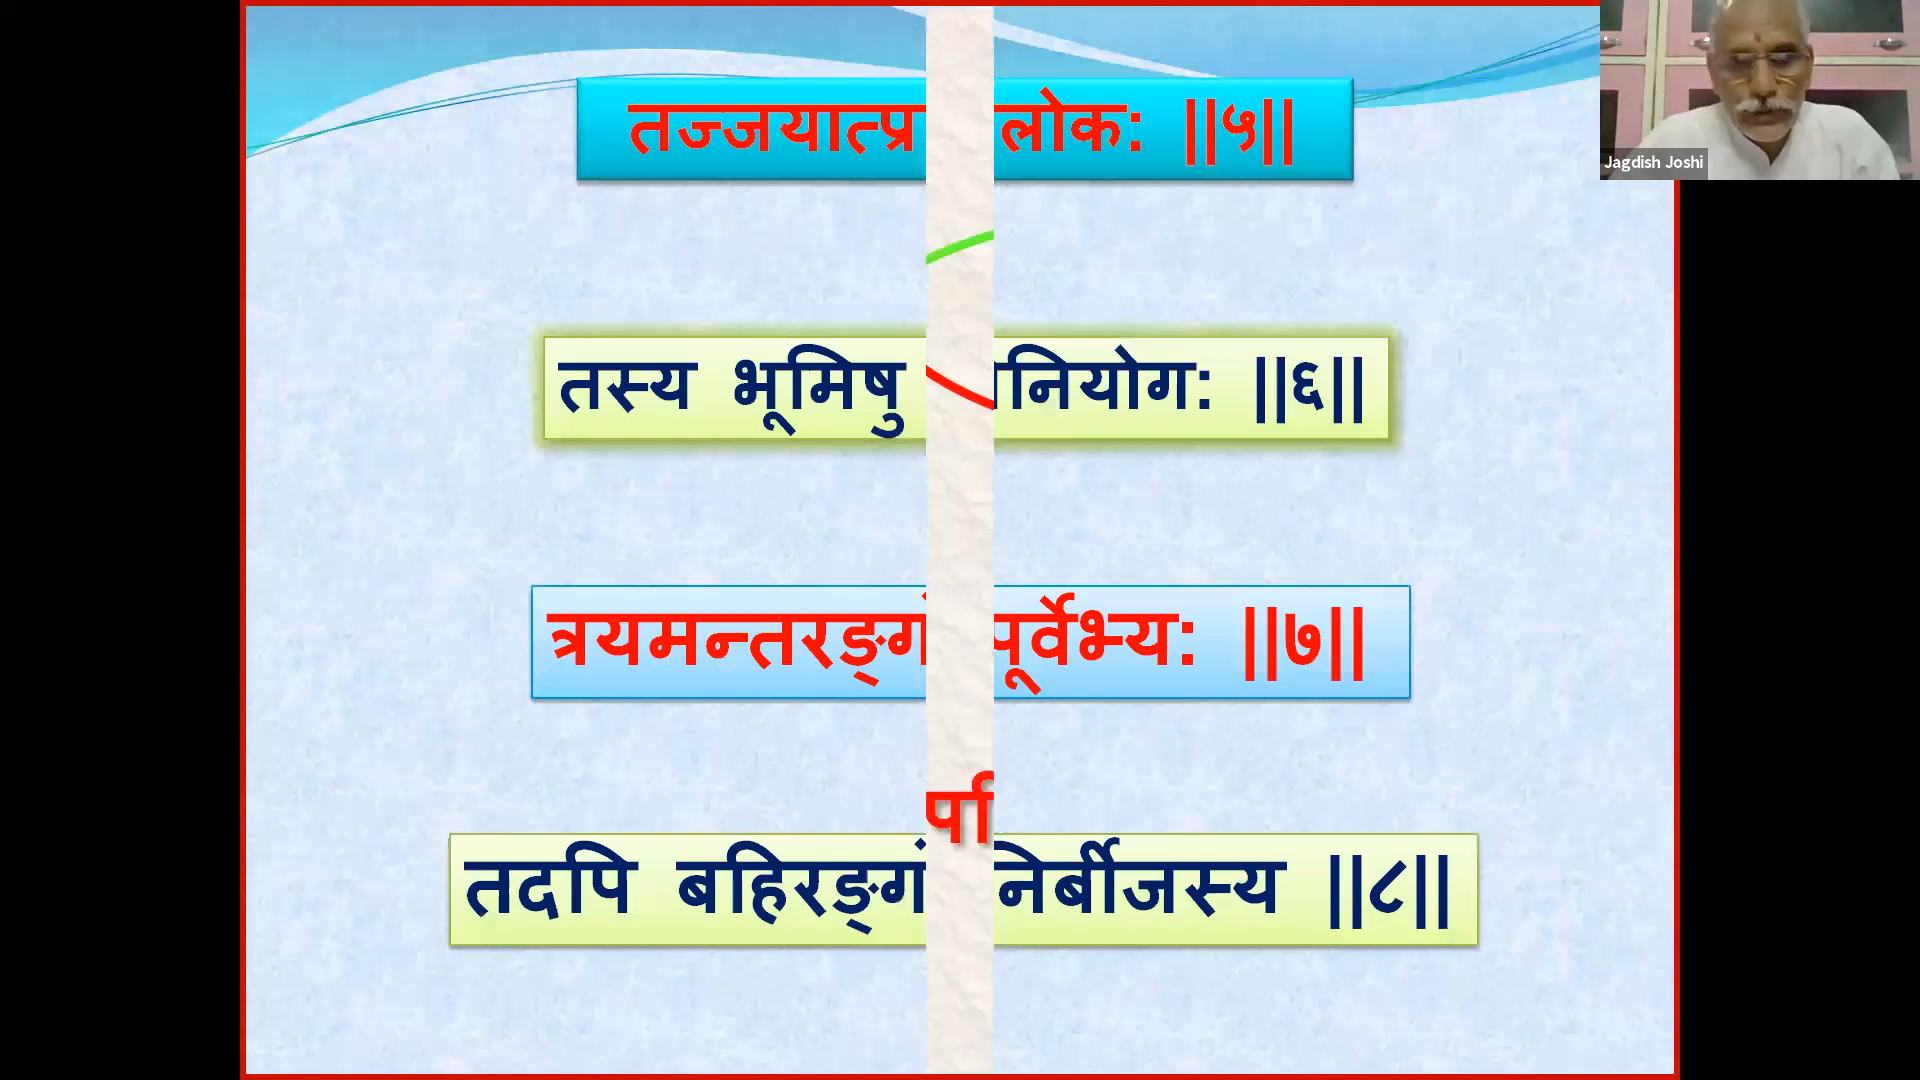 तज्जयात्प्र लोक: ||५||
Jagdish Joshi
तस्य भूमिषु नियोग: ||६||
त्रयमन्तरङ्ग पूर्वेभ्य: ||७||
तदपि बहिरङ्गं निर्बीजस्य ||८||